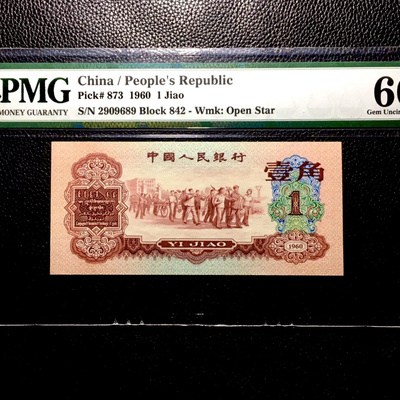 PMG
MONEY GUARANTY
China / People's Republic
Pick# 873 1960 1 Jiao
S/N 2909689 Block 842 - Wmk: Open Star
66
Gem Uncir
中國人民銀行
壹角
1
YI JIAO
1960